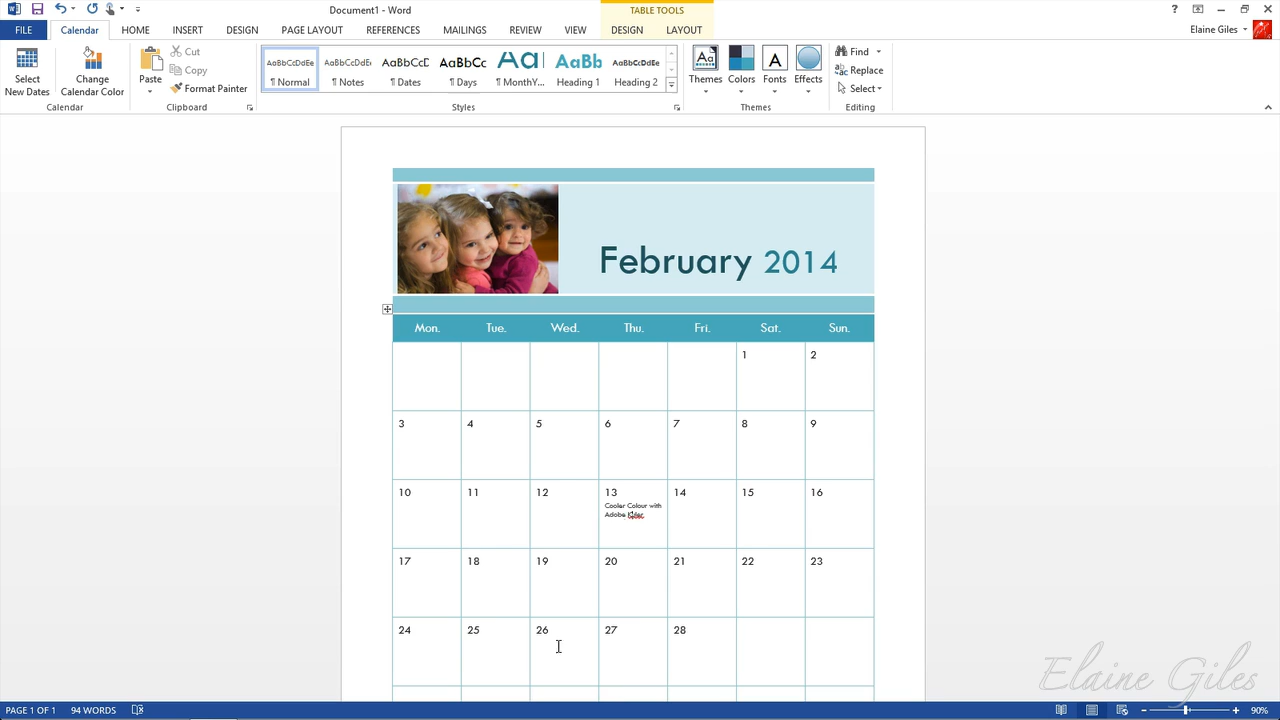 Document1 - Word
TABLE TOOLS
?
FILE
Calendar
HOME
INSERT
DESIGN
PAGE LAYOUT
REFERENCES
MAILINGS
REVIEW
VIEW
DESIGN
LAYOUT
Elaine Giles
Select New Dates
Change Calendar Color
Calendar
Paste
Cut
Copy
Format Painter
Clipboard
AaBbCcDdEe
¶ Normal
AaBbCcDdEe
¶ Notes
AaBbCcD
¶ Dates
AaBbCc
¶ Days
Aa
¶ MonthY...
AaBb
Heading 1
AaBbCcDdEe
Heading 2
Styles
Aa
Themes
Colors
A
Fonts
Effects
Themes
Find
Replace
Select
Editing
February 2014
Mon. Tue. Wed. Thu. Fri. Sat. Sun.
1 2
3 4 5 6 7 8 9
10 11 12 13 14 15 16
Cooler Colour with
Adobe Kuler
17 18 19 20 21 22 23
24 25 26 27 28
Elaine Giles
PAGE 1 OF 1 94 WORDS 90%